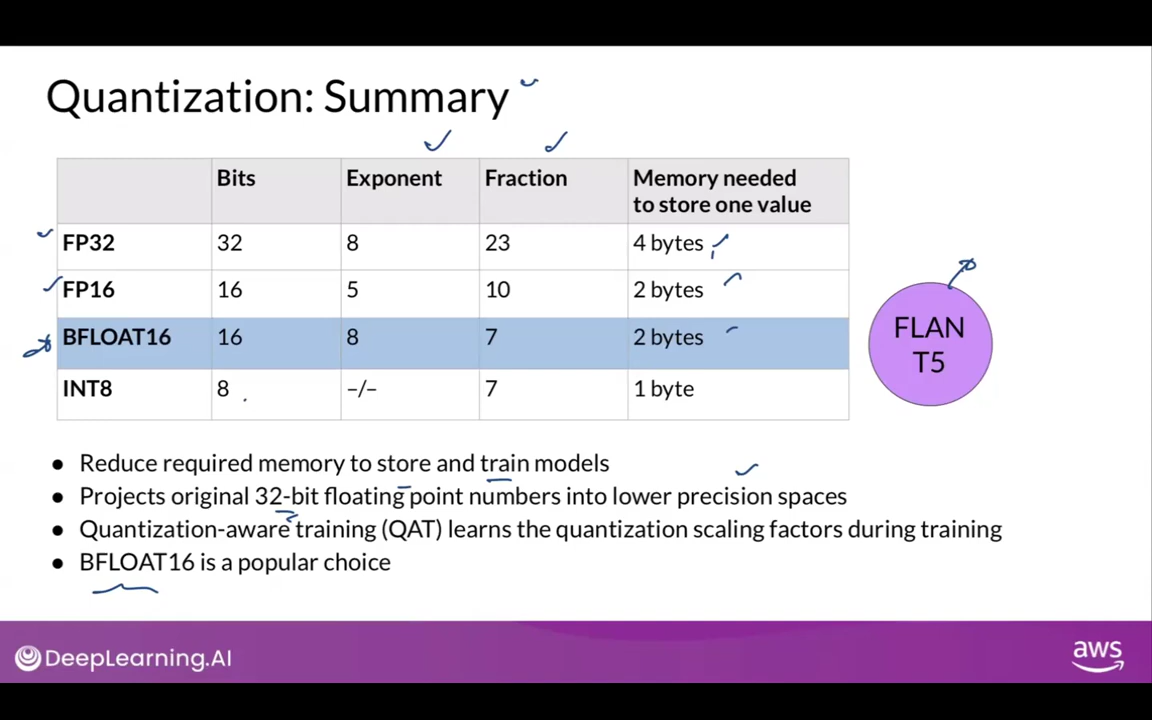 Quantization: Summary
Bits Exponent Fraction Memory needed
to store one value
FP32 32 8 23 4 bytes
FP16 16 5 10 2 bytes
BFLOAT16 16 8 7 2 bytes
INT8 8 -/- 7 1 byte
FLAN
T5
● Reduce required memory to store and train models
● Projects original 32-bit floating point numbers into lower precision spaces
● Quantization-aware training (QAT) learns the quantization scaling factors during training
● BFLOAT16 is a popular choice
DeepLearning.AI
aws